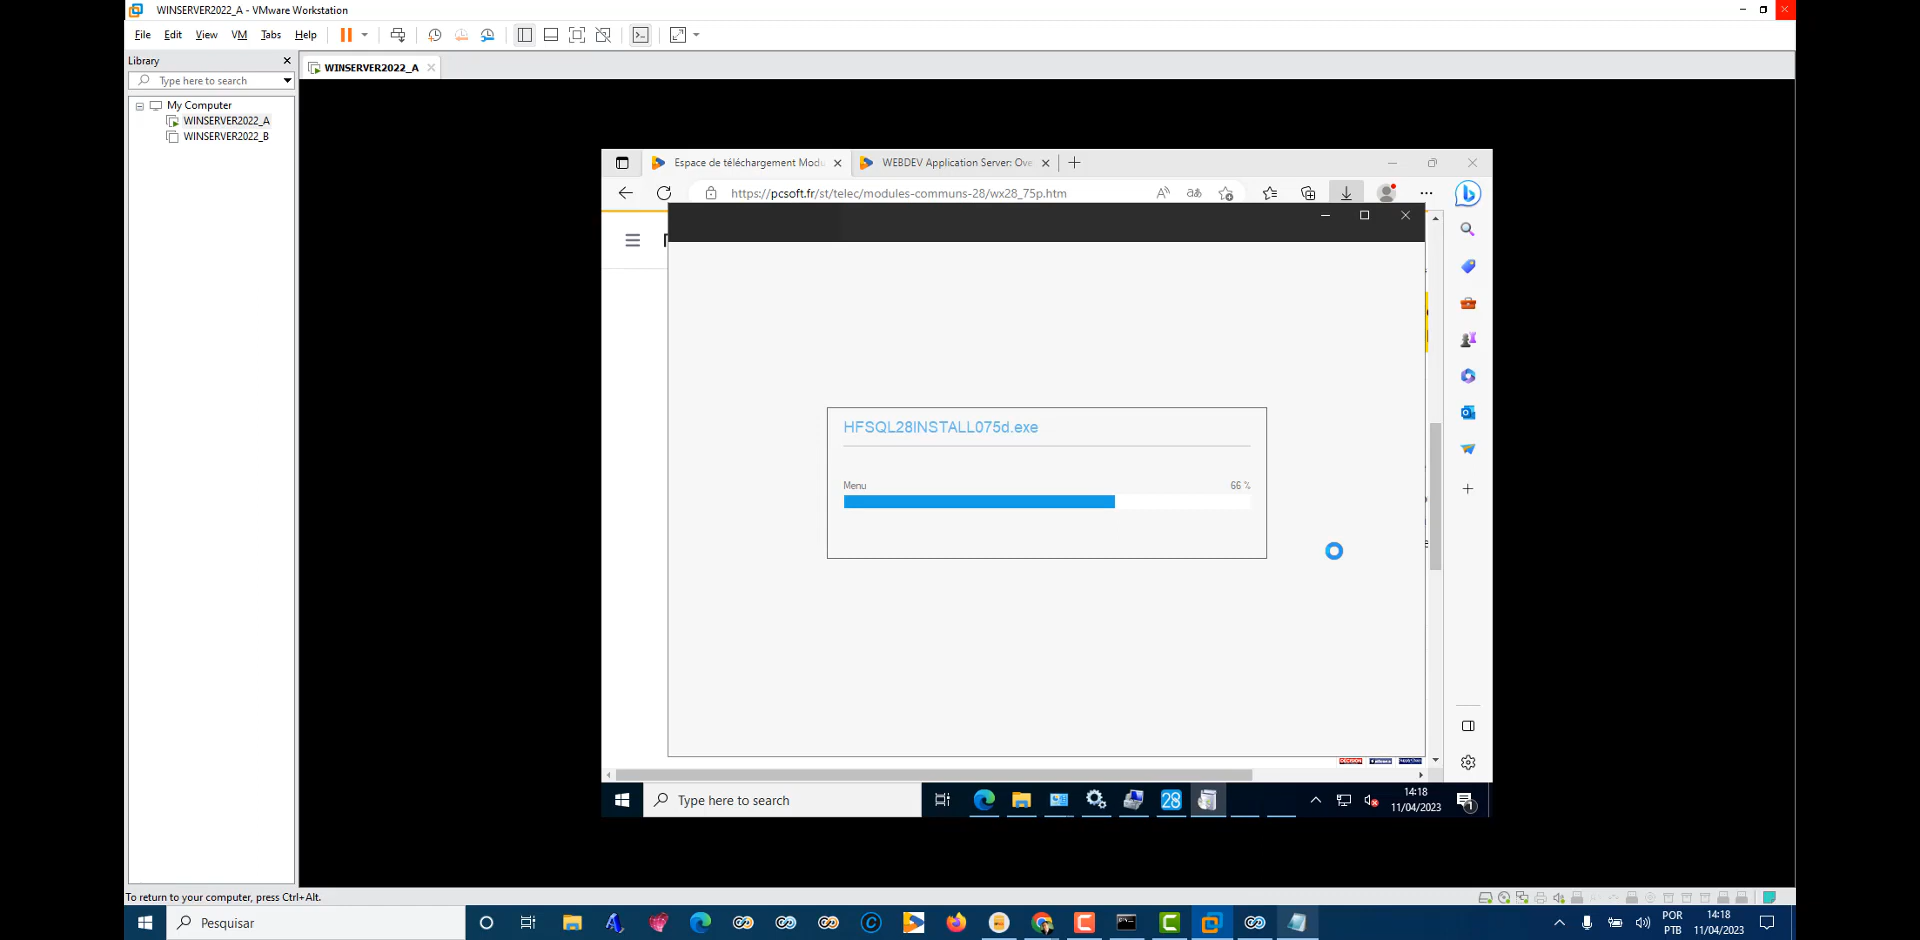 WINSERVER2022_A - VMware Workstation
File Edit View VM Tabs Help
Library
WINSERVER2022_A
Type here to search
My Computer
WINSERVER2022_A
WINSERVER2022_B
Espace de téléchargement Modu
WEBDEV Application Server: Ove
https://pcsoft.fr/st/telec/modules-communs-28/wx28_75p.htm
HFSQL28INSTALL075d.exe
Menu 66 %
Type here to search
28
14:18
11/04/2023
1
To return to your computer, press Ctrl+Alt.
Pesquisar
POR
PTB
14:18
11/04/2023